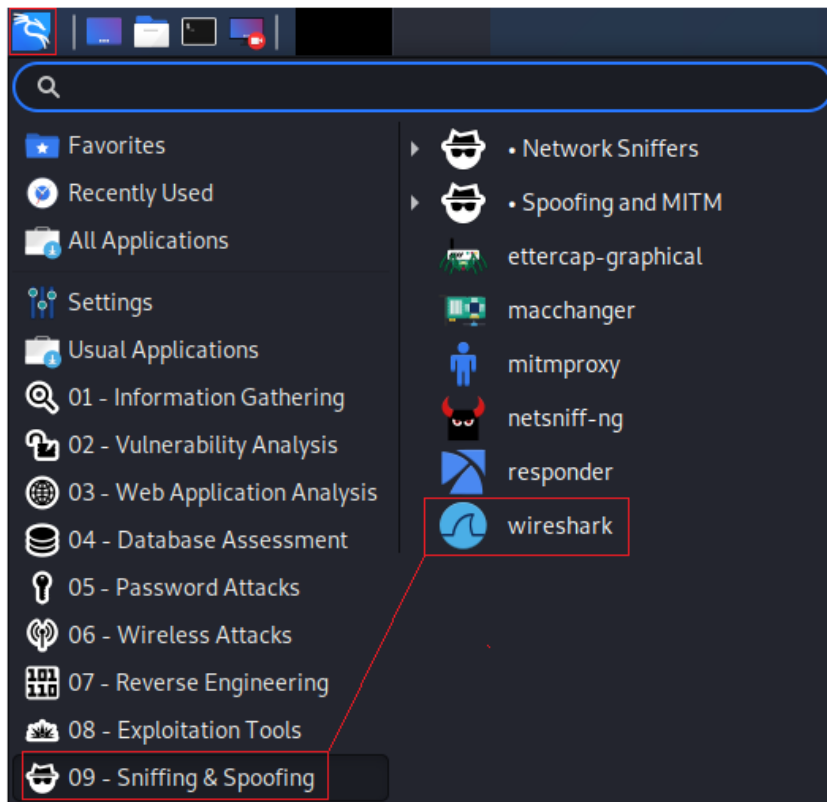 Favorites
Recently Used
All Applications
Settings
Usual Applications
01 - Information Gathering
02 - Vulnerability Analysis
03 - Web Application Analysis
04 - Database Assessment
05 - Password Attacks
06 - Wireless Attacks
07 - Reverse Engineering
08 - Exploitation Tools
09 - Sniffing & Spoofing
• Network Sniffers
• Spoofing and MITM
ettercap-graphical
macchanger
mitmproxy
netsniff-ng
responder
wireshark